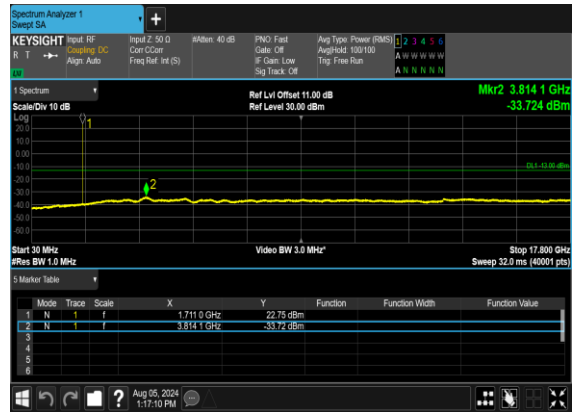 Spectrum Analyzer 1
Swept SA
+
KEYSIGHT Input: RF Input Z: 50 Ω #Atten: 40 dB PNO: Fast Avg Type: Power (RMS) 1 2 3 4 5 6
R T Coupling: DC Corr CCorr Gate: Off Avg|Hold: 100/100 A W W W W W
Align: Auto Freq Ref: Int (S) IF Gain: Low Trig: Free Run
Sig Track: Off A N N N N N
1 Spectrum Ref Lvl Offset 11.00 dB Mkr2 3.814 1 GHz
Scale/Div 10 dB Ref Level 30.00 dBm -33.724 dBm
Log
20.0
10.0
0.00
-10.0
-20.0
-30.0
-40.0
-50.0
-60.0
1
DL1 -13.00 dBm
2
Start 30 MHz Video BW 3.0 MHz* Stop 17.800 GHz
#Res BW 1.0 MHz Sweep 32.0 ms (40001 pts)
5 Marker Table
Mode Trace Scale X Y Function Function Width Function Value
1 N 1 f 1.711 0 GHz 22.75 dBm
2 N 1 f 3.814 1 GHz -33.72 dBm
3
4
5
6
? Aug 05, 2024
1:17:10 PM